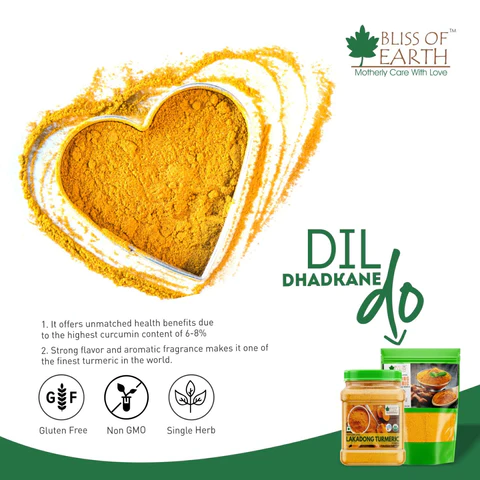 BLISS OF
EARTH™
Motherly Care With Love
DIL
DHADKANE
do
1. It offers unmatched health benefits due
to the highest curcumin content of 6-8%
2. Strong flavor and aromatic fragrance makes it one of
the finest turmeric in the world.
G F
Gluten Free
Non GMO
Single Herb
LAKADONG TURMERIC